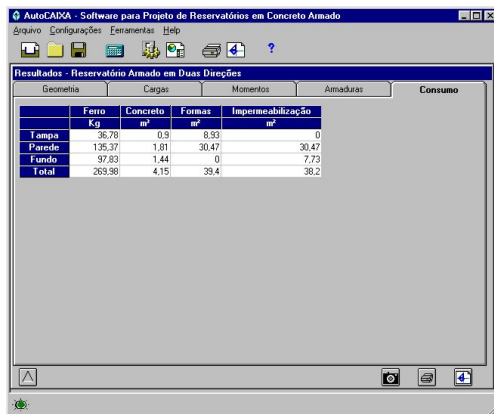 AutoCAIXA - Software para Projeto de Reservatórios em Concreto Armado
Arquivo Configurações Ferramentas Help
?
Resultados - Reservatório Armado em Duas Direções
Geometria Cargas Momentos Armaduras Consumo
Ferro Concreto Formas Impermeabilização
Kg m³ m² m²
Tampa 36,78 0,9 8,93 0
Parede 135,37 1,81 30,47 30,47
Fundo 97,83 1,44 0 7,73
Total 269,98 4,15 39,4 38,2